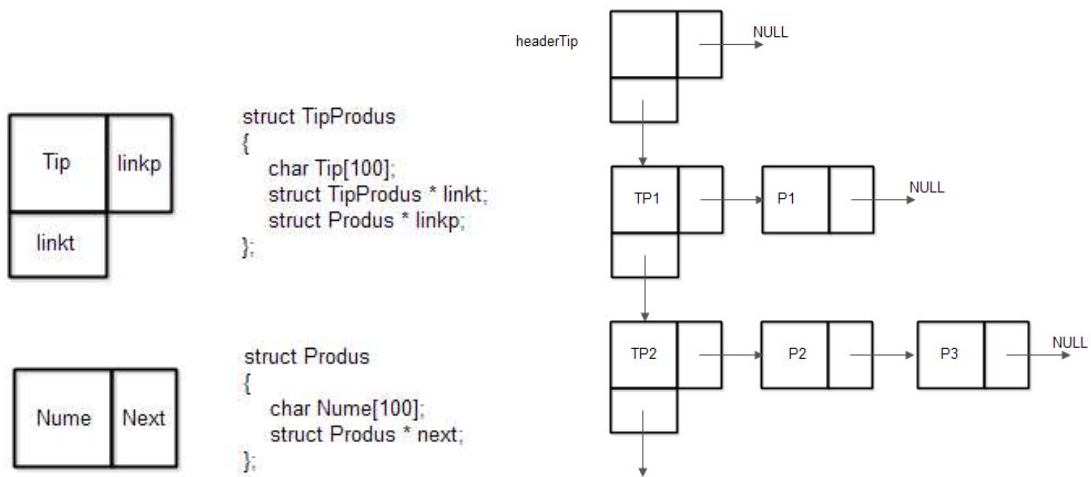 Tip
linkp
linkt
struct TipProdus
{
char Tip[100];
struct TipProdus * linkt;
struct Produs * linkp;
};
Nume
Next
struct Produs
{
char Nume[100];
struct Produs * next;
};
headerTip
NULL
TP1
P1
NULL
TP2
P2
P3
NULL